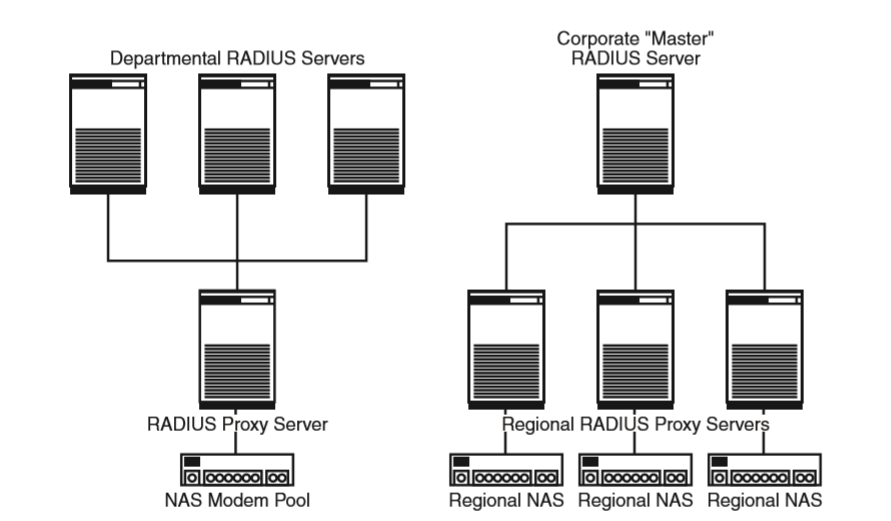 Departmental RADIUS Servers
RADIUS Proxy Server
NAS Modem Pool
Corporate "Master"
RADIUS Server
Regional RADIUS Proxy Servers
Regional NAS
Regional NAS
Regional NAS